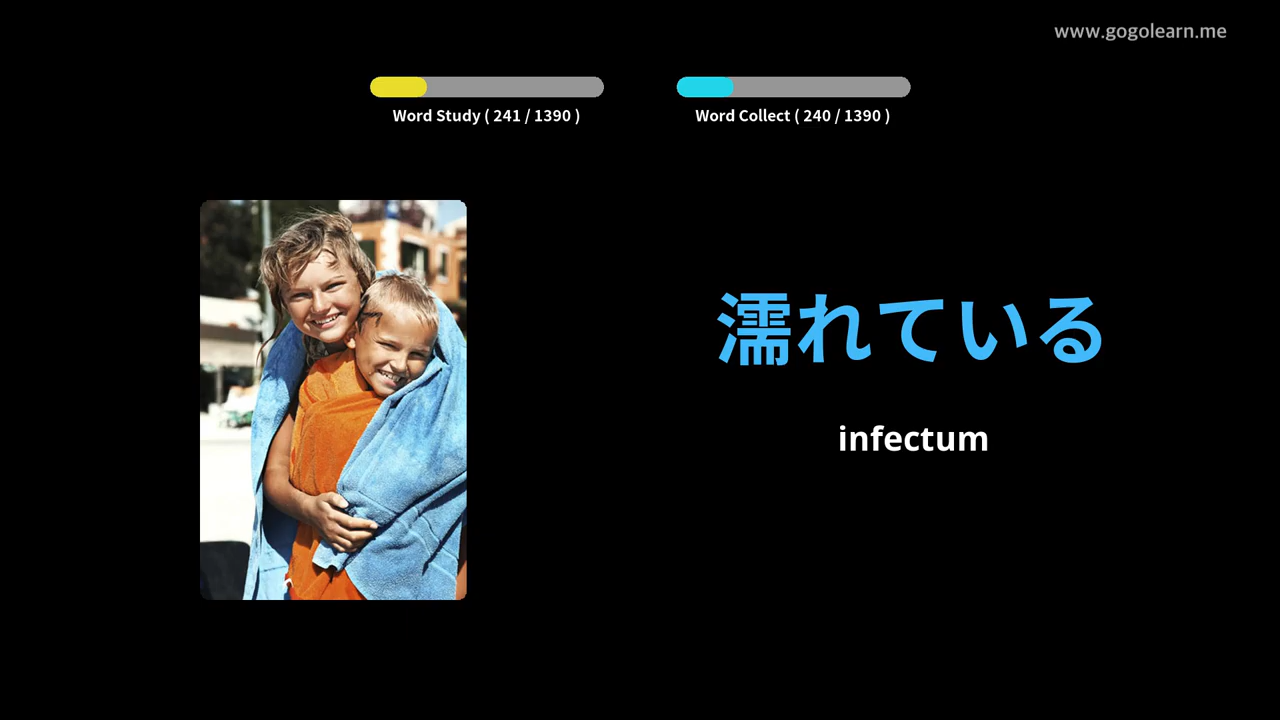 www.gogolearn.me
Word Study ( 241 / 1390 )
Word Collect ( 240 / 1390 )
濡れている
infectum